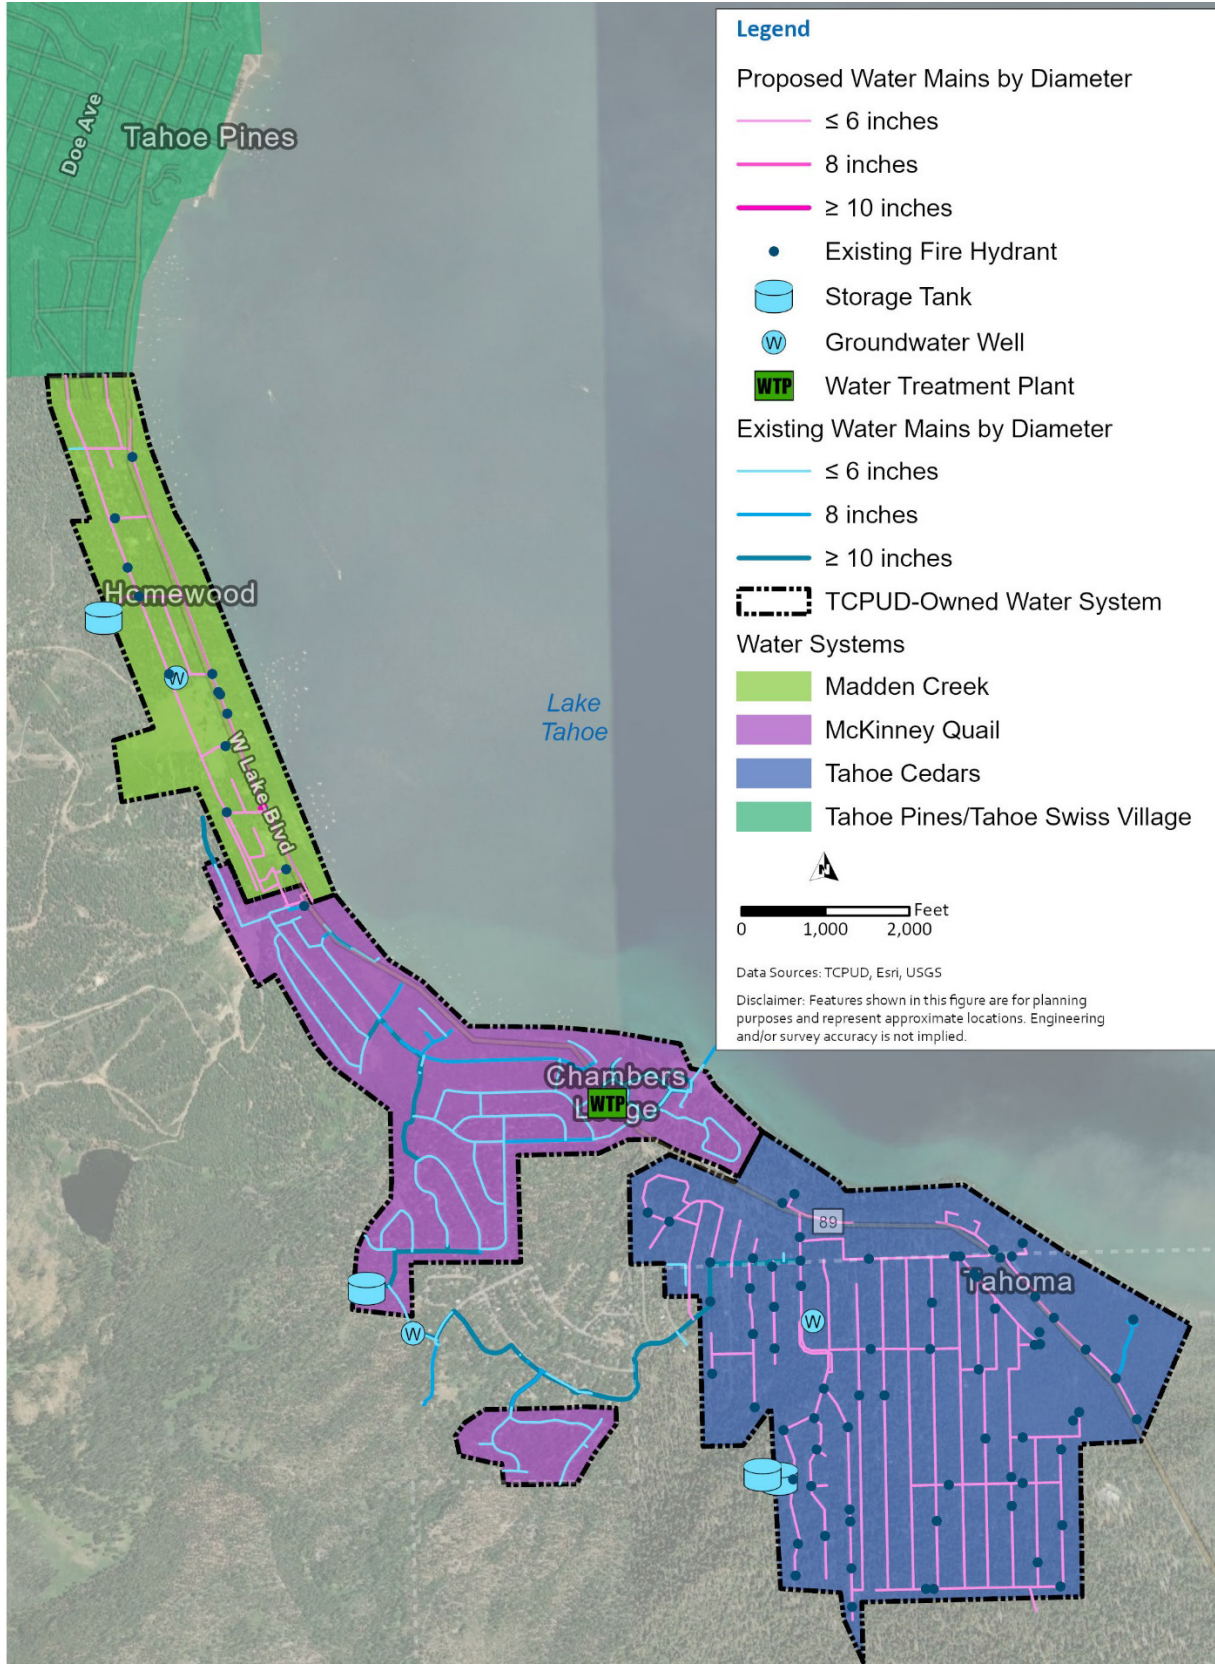 Legend
Proposed Water Mains by Diameter
≤ 6 inches
8 inches
≥ 10 inches
Existing Fire Hydrant
Storage Tank
W Groundwater Well
WTP Water Treatment Plant
Existing Water Mains by Diameter
≤ 6 inches
8 inches
≥ 10 inches
TCPUD-Owned Water System
Water Systems
Madden Creek
McKinney Quail
Tahoe Cedars
Tahoe Pines/Tahoe Swiss Village
N
Feet
0 1,000 2,000
Data Sources: TCPUD, Esri, USGS
Disclaimer: Features shown in this figure are for planning
purposes and represent approximate locations. Engineering
and/or survey accuracy is not implied.
Doe Ave
Tahoe Pines
Homewood
W
W Lake Blvd
Lake
Tahoe
Chambers
Lodge
WTP
89
Tahoma
W
W